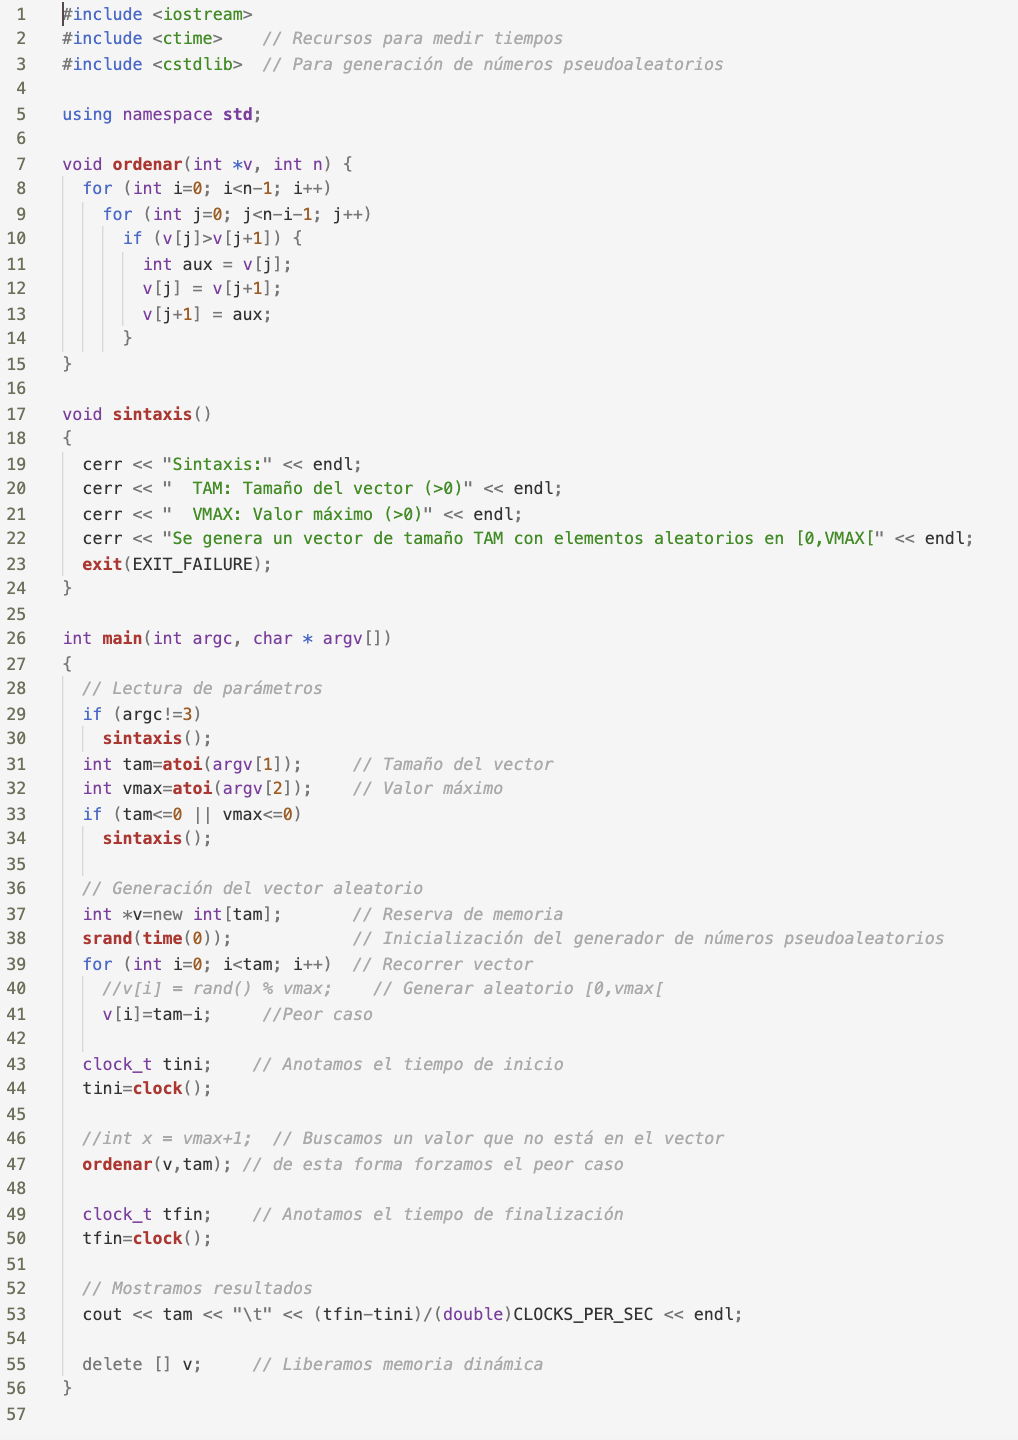 1 #include <iostream>
2 #include <ctime>    // Recursos para medir tiempos
3 #include <cstdlib>  // Para generación de números pseudoaleatorios
4
5 using namespace std;
6
7 void ordenar(int *v, int n) {
8   for (int i=0; i<n-1; i++)
9     for (int j=0; j<n-i-1; j++)
10       if (v[j]>v[j+1]) {
11         int aux = v[j];
12         v[j] = v[j+1];
13         v[j+1] = aux;
14       }
15 }
16
17 void sintaxis()
18 {
19   cerr << "Sintaxis:" << endl;
20   cerr << "  TAM: Tamaño del vector (>0)" << endl;
21   cerr << "  VMAX: Valor máximo (>0)" << endl;
22   cerr << "Se genera un vector de tamaño TAM con elementos aleatorios en [0,VMAX[" << endl;
23   exit(EXIT_FAILURE);
24 }
25
26 int main(int argc, char * argv[])
27 {
28   // Lectura de parámetros
29   if (argc!=3)
30     sintaxis();
31   int tam=atoi(argv[1]);     // Tamaño del vector
32   int vmax=atoi(argv[2]);    // Valor máximo
33   if (tam<=0 || vmax<=0)
34     sintaxis();
35
36   // Generación del vector aleatorio
37   int *v=new int[tam];       // Reserva de memoria
38   srand(time(0));            // Inicialización del generador de números pseudoaleatorios
39   for (int i=0; i<tam; i++)  // Recorrer vector
40     //v[i] = rand() % vmax;    // Generar aleatorio [0,vmax[
41     v[i]=tam-i;     //Peor caso
42
43   clock_t tini;    // Anotamos el tiempo de inicio
44   tini=clock();
45
46   //int x = vmax+1;  // Buscamos un valor que no está en el vector
47   ordenar(v,tam); // de esta forma forzamos el peor caso
48
49   clock_t tfin;    // Anotamos el tiempo de finalización
50   tfin=clock();
51
52   // Mostramos resultados
53   cout << tam << "\t" << (tfin-tini)/(double)CLOCKS_PER_SEC << endl;
54
55   delete [] v;     // Liberamos memoria dinámica
56 }
57